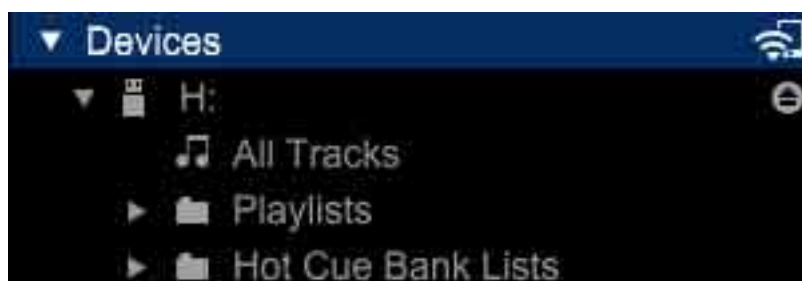 Devices
H:
All Tracks
Playlists
Hot Cue Bank Lists